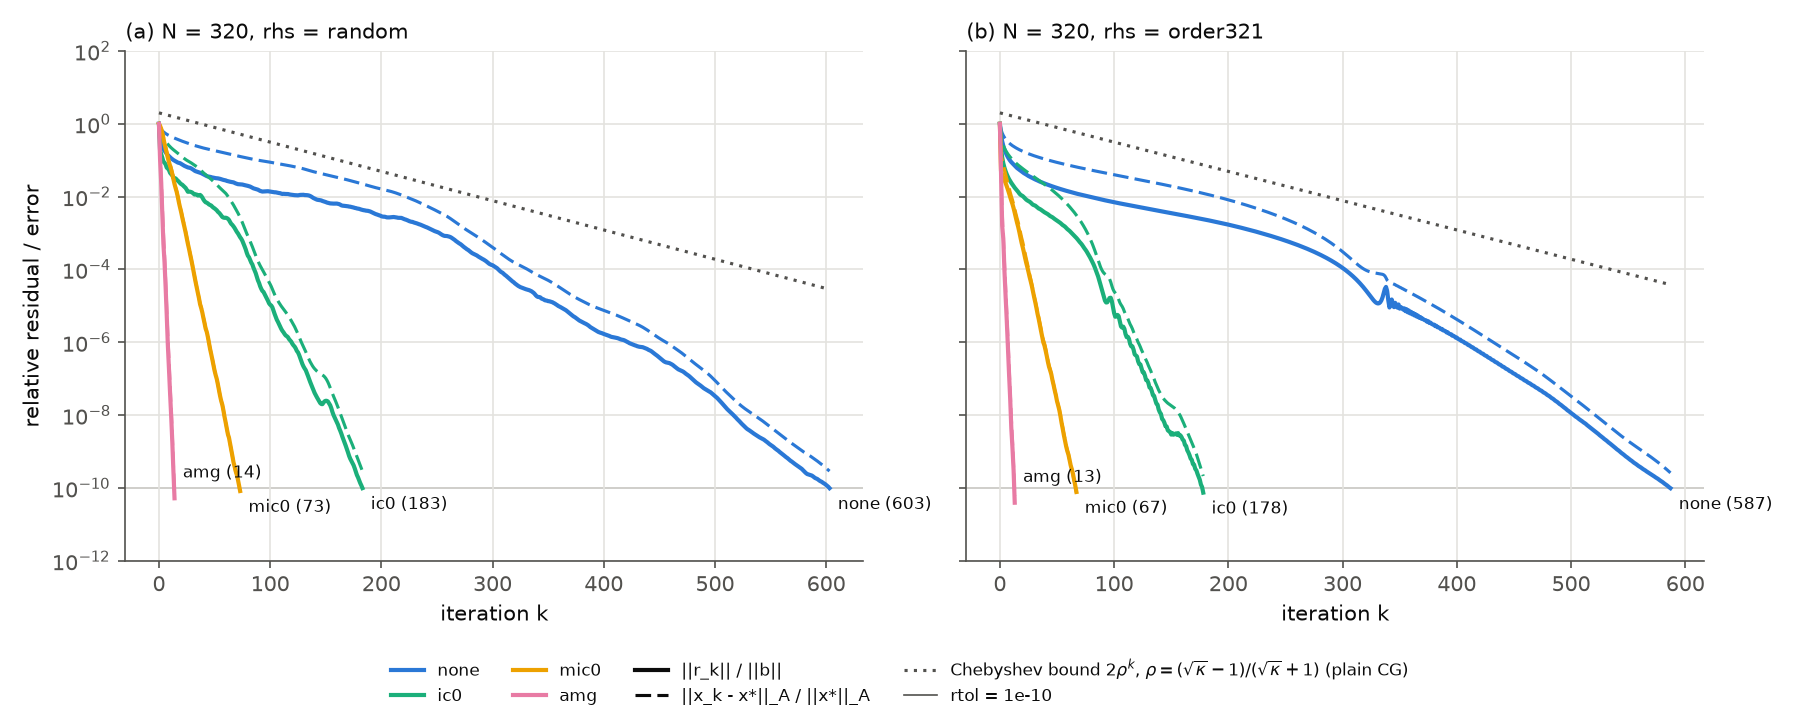 (a) N = 320, rhs = random
(b) N = 320, rhs = order321
relative residual / error
10^2
10^0
10^−2
10^−4
10^−6
10^−8
10^−10
10^−12
amg (14)
mic0 (73)
ic0 (183)
none (603)
amg (13)
mic0 (67)
ic0 (178)
none (587)
0 100 200 300 400 500 600
0 100 200 300 400 500 600
iteration k
iteration k
none
ic0
mic0
amg
||r_k|| / ||b||
||x_k - x*||_A / ||x*||_A
Chebyshev bound 2ρ^k, ρ = (√κ − 1)/(√κ + 1) (plain CG)
rtol = 1e-10